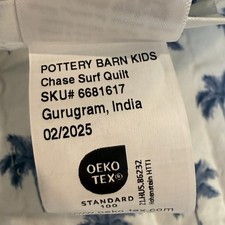 POTTERY BARN KIDS
Chase Surf Quilt
SKU# 6681617
Gurugram, India
02/2025
OEKO
TEX®
STANDARD
100